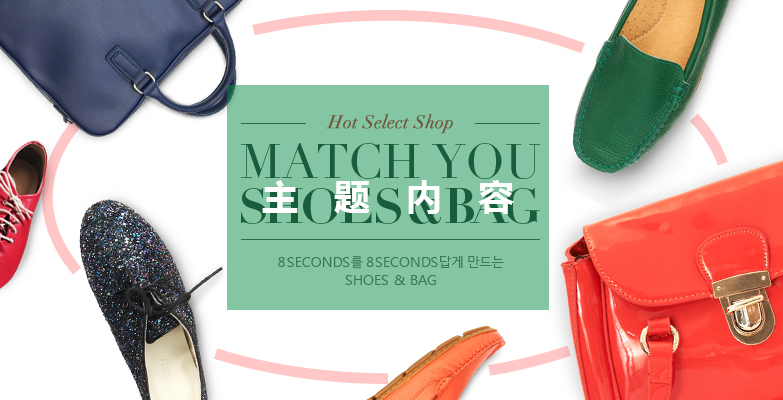 Hot Select Shop
MATCH YOU
SHOES & BAG
主题内容
8SECONDS를 8SECONDS답게 만드는
SHOES & BAG